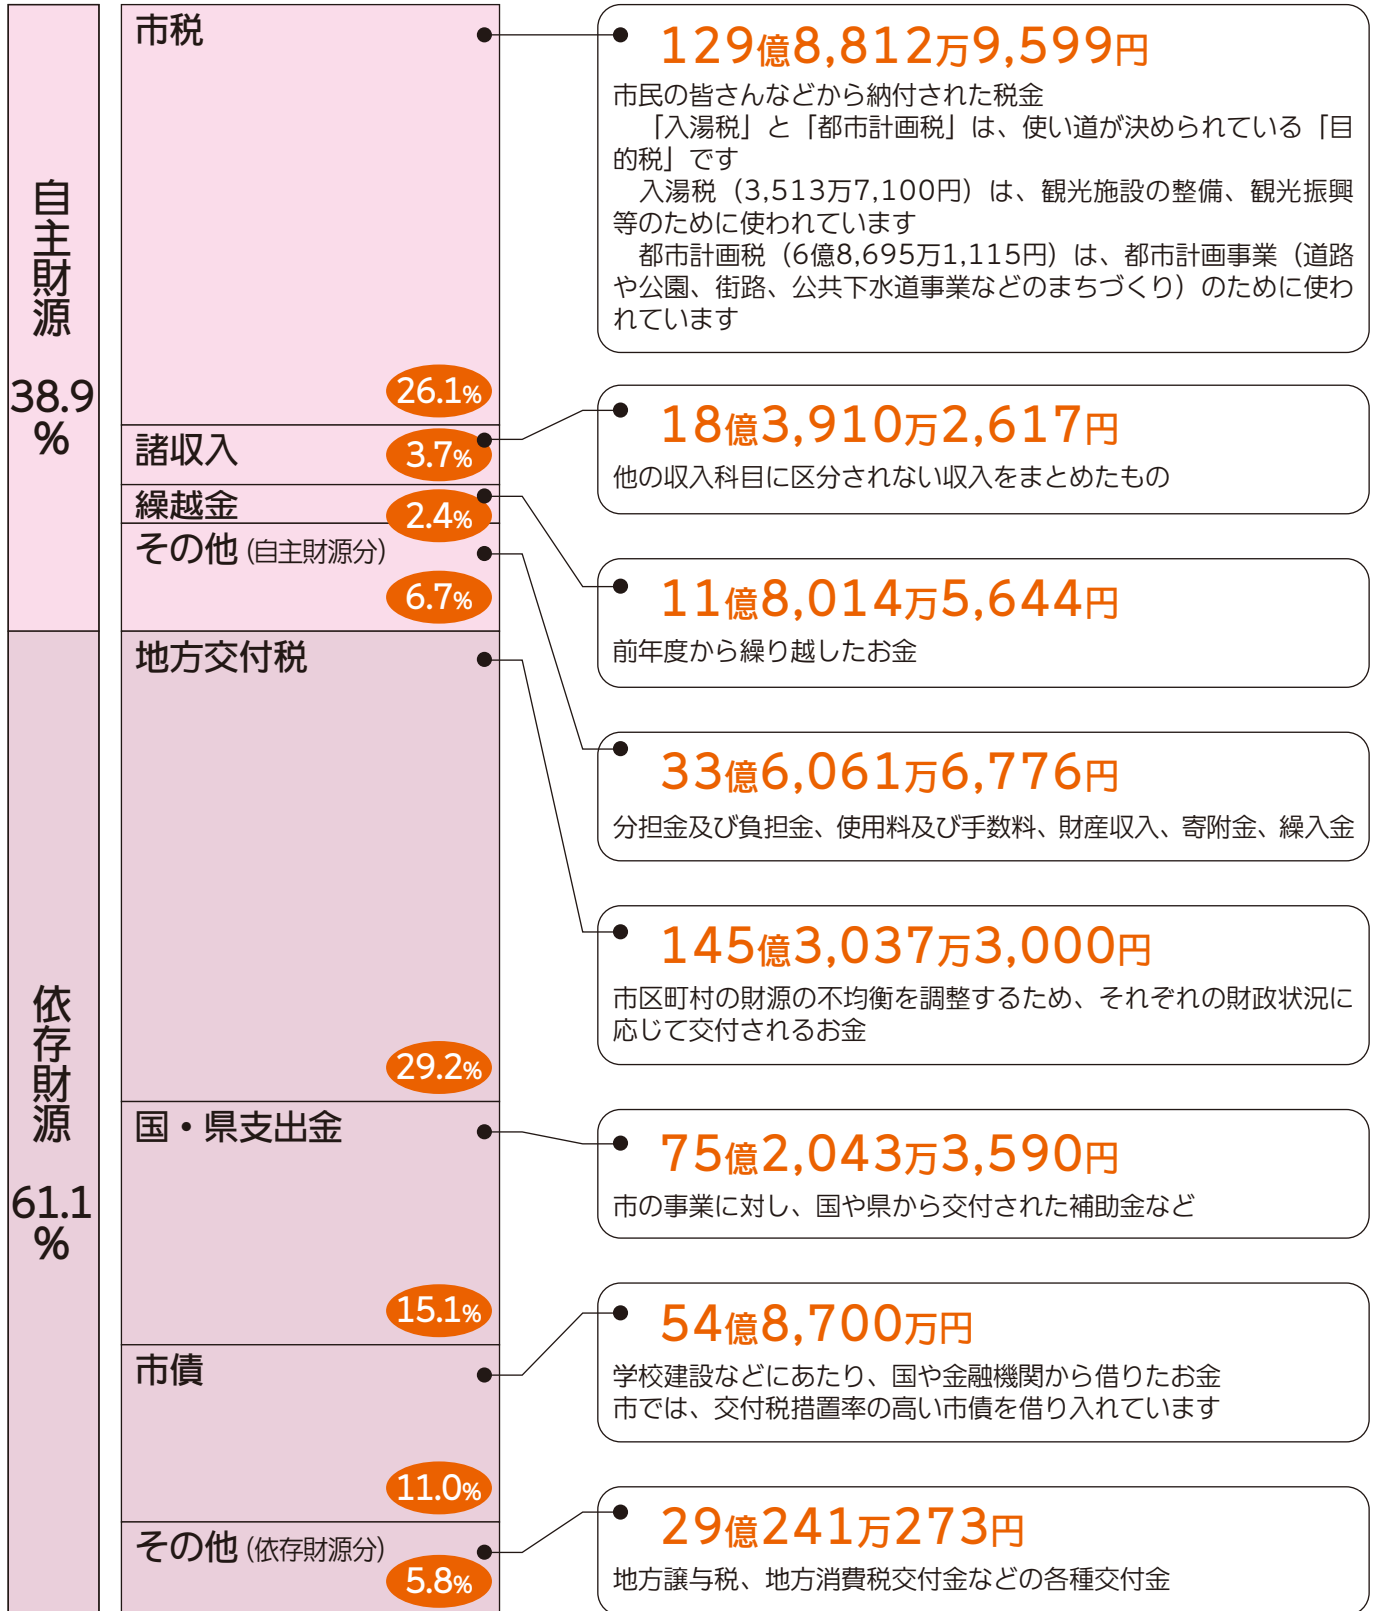 自主財源
38.9
%
依存財源
61.1
%
市税
26.1%
129億8,812万9,599円
市民の皆さんなどから納付された税金
「入湯税」と「都市計画税」は、使い道が決められている「目
的税」です
入湯税（3,513万7,100円）は、観光施設の整備、観光振興
等のために使われています
都市計画税（6億8,695万1,115円）は、都市計画事業（道路
や公園、街路、公共下水道事業などのまちづくり）のために使わ
れています
諸収入
3.7%
18億3,910万2,617円
他の収入科目に区分されない収入をまとめたもの
繰越金
2.4%
11億8,014万5,644円
前年度から繰り越したお金
その他(自主財源分)
6.7%
33億6,061万6,776円
分担金及び負担金、使用料及び手数料、財産収入、寄附金、繰入金
地方交付税
29.2%
145億3,037万3,000円
市区町村の財源の不均衡を調整するため、それぞれの財政状況に
応じて交付されるお金
国・県支出金
15.1%
75億2,043万3,590円
市の事業に対し、国や県から交付された補助金など
市債
11.0%
54億8,700万円
学校建設などにあたり、国や金融機関から借りたお金
市では、交付税措置率の高い市債を借り入れています
その他(依存財源分)
5.8%
29億241万273円
地方譲与税、地方消費税交付金などの各種交付金